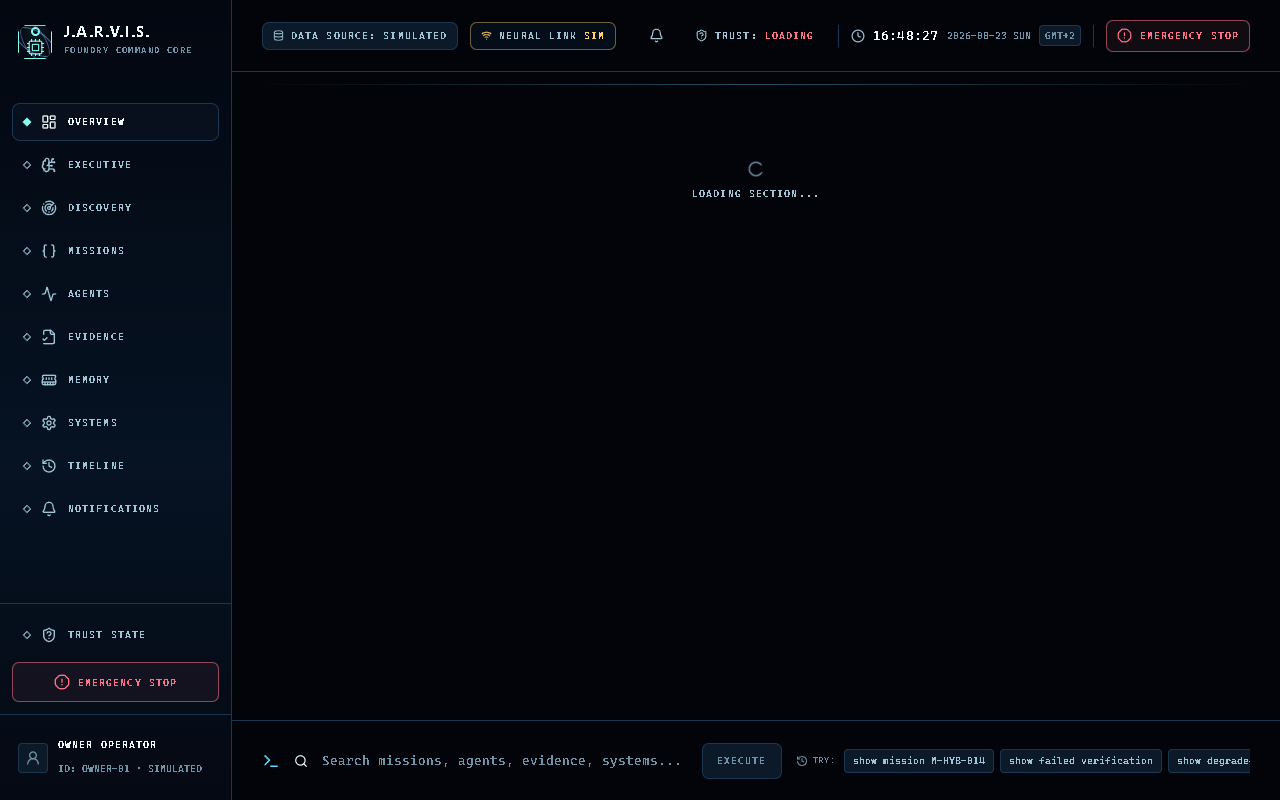 J.A.R.V.I.S.
FOUNDRY COMMAND CORE
DATA SOURCE: SIMULATED
NEURAL LINK SIM
TRUST: LOADING
16:48:27 2026-08-23 SUN GMT+2
EMERGENCY STOP
OVERVIEW
EXECUTIVE
DISCOVERY
MISSIONS
AGENTS
EVIDENCE
MEMORY
SYSTEMS
TIMELINE
NOTIFICATIONS
LOADING SECTION...
TRUST STATE
EMERGENCY STOP
OWNER OPERATOR
ID: OWNER-01 · SIMULATED
Search missions, agents, evidence, systems...
EXECUTE
TRY:
show mission M-HYB-014
show failed verification
show degrade